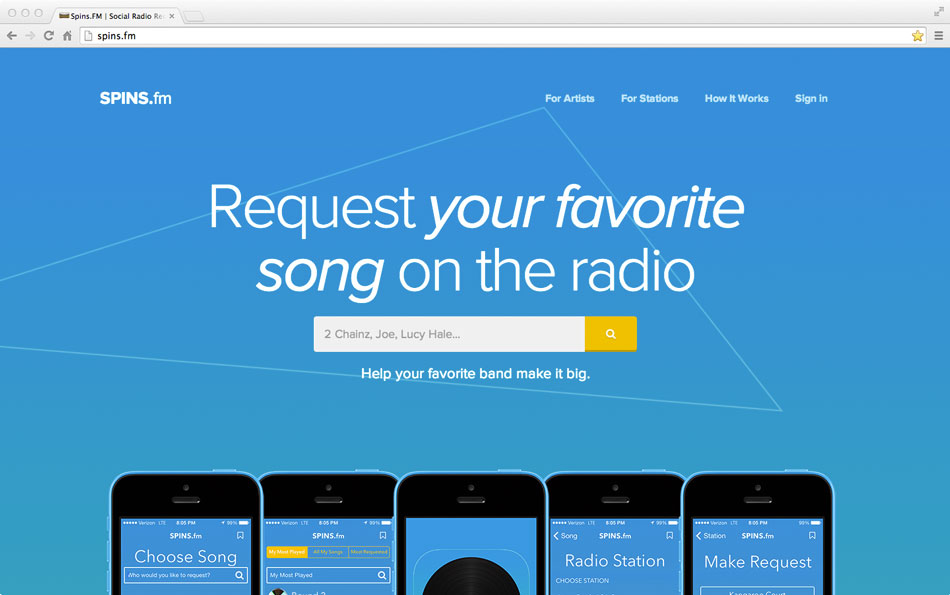 Spins.FM | Social Radio Re
spins.fm
SPINS.fm
For Artists
For Stations
How It Works
Sign in
Request your favorite
song on the radio
2 Chainz, Joe, Lucy Hale...
Help your favorite band make it big.
Verizon LTE 8:05 PM 99%
SPINS.fm
Choose Song
Who would you like to request?
Verizon LTE 8:05 PM 99%
SPINS.fm
My Most Played
All My Songs
Most Requested
My Most Played
Round 2
Verizon LTE 8:05 PM 99%
Song
SPINS.fm
Radio Station
CHOOSE STATION
Verizon LTE 8:05 PM 99%
Station
SPINS.fm
Make Request
Kangaroo Court